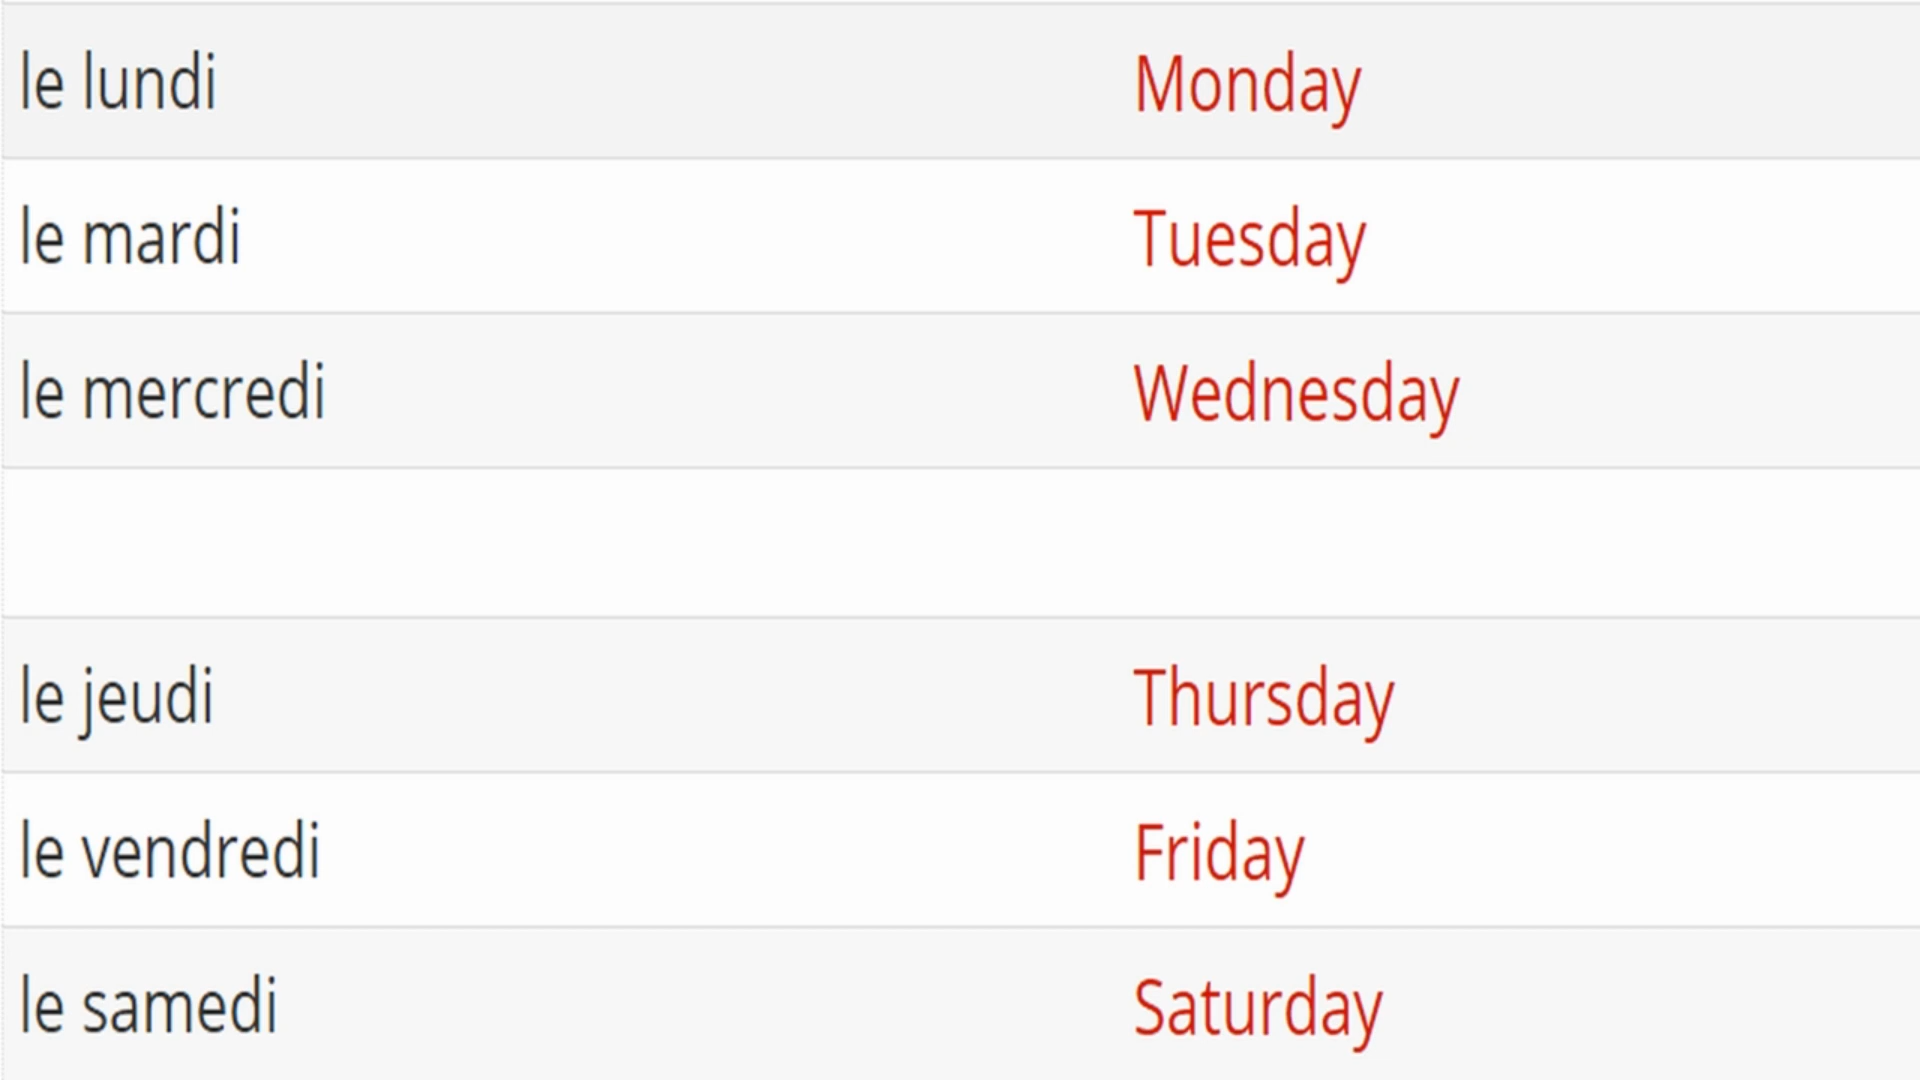 le lundi Monday
le mardi Tuesday
le mercredi Wednesday
le jeudi Thursday
le vendredi Friday
le samedi Saturday